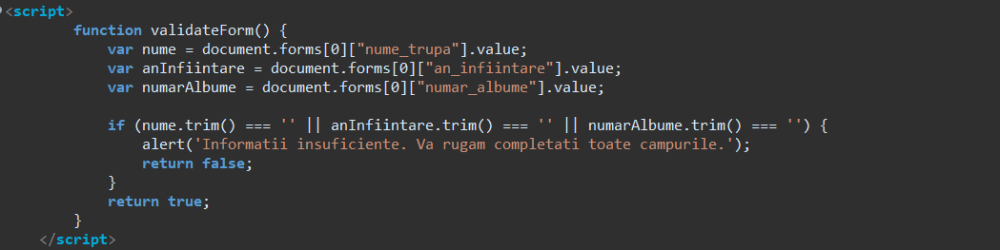 <script>
function validateForm() {
var nume = document.forms[0]["nume_trupa"].value;
var anInfiintare = document.forms[0]["an_infiintare"].value;
var numarAlbume = document.forms[0]["numar_albume"].value;
if (nume.trim() === '' || anInfiintare.trim() === '' || numarAlbume.trim() === '') {
alert('Informatii insuficiente. Va rugam completati toate campurile.');
return false;
}
return true;
}
</script>